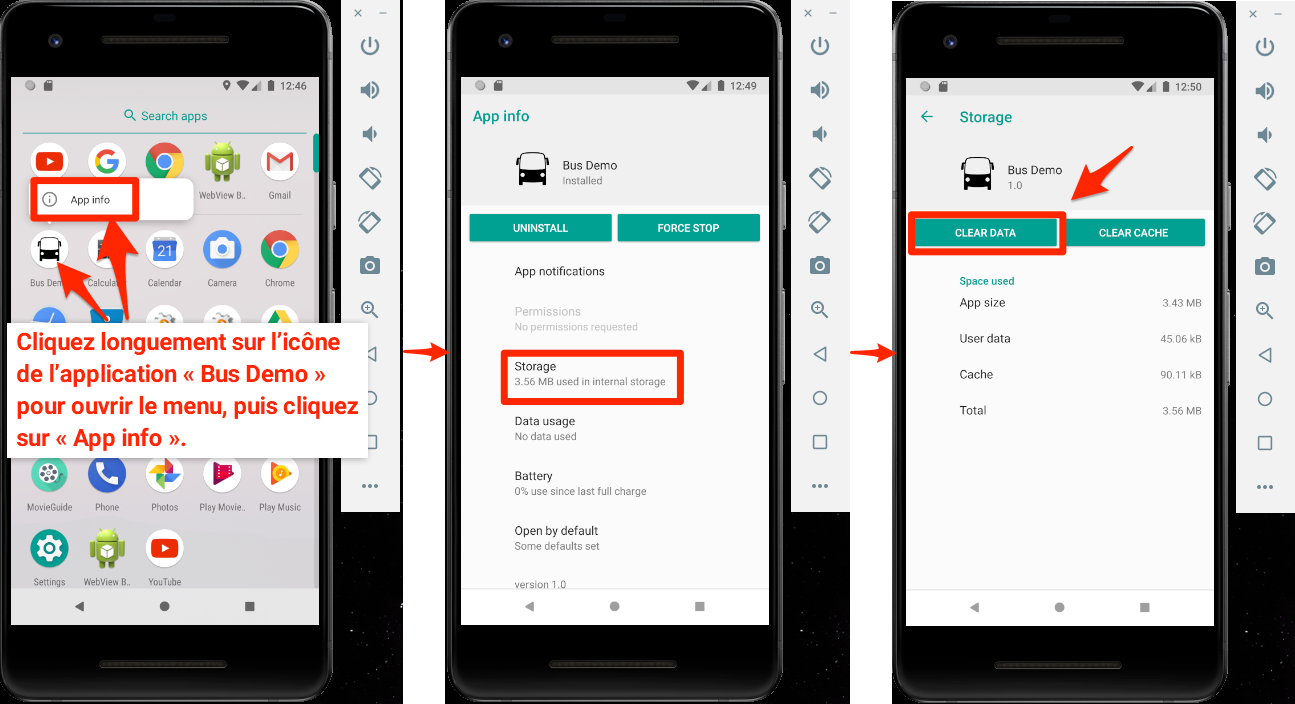 12:46
Search apps
WebView B..
Gmail
App info
21
Calendar
Camera
Chrome
Cliquez longuement sur l’icône
de l’application « Bus Demo »
pour ouvrir le menu, puis cliquez
sur « App info ».
MovieGuide
Phone
Photos
Play Movie..
Play Music
Settings
WebView B..
YouTube
12:49
App info
Bus Demo
Installed
UNINSTALL
FORCE STOP
App notifications
Permissions
No permissions requested
Storage
3.56 MB used in internal storage
Data usage
No data used
Battery
0% use since last full charge
Open by default
Some defaults set
version 1.0
12:50
Storage
Bus Demo
1.0
CLEAR DATA
CLEAR CACHE
Space used
App size 3.43 MB
User data 45.06 kB
Cache 90.11 kB
Total 3.56 MB